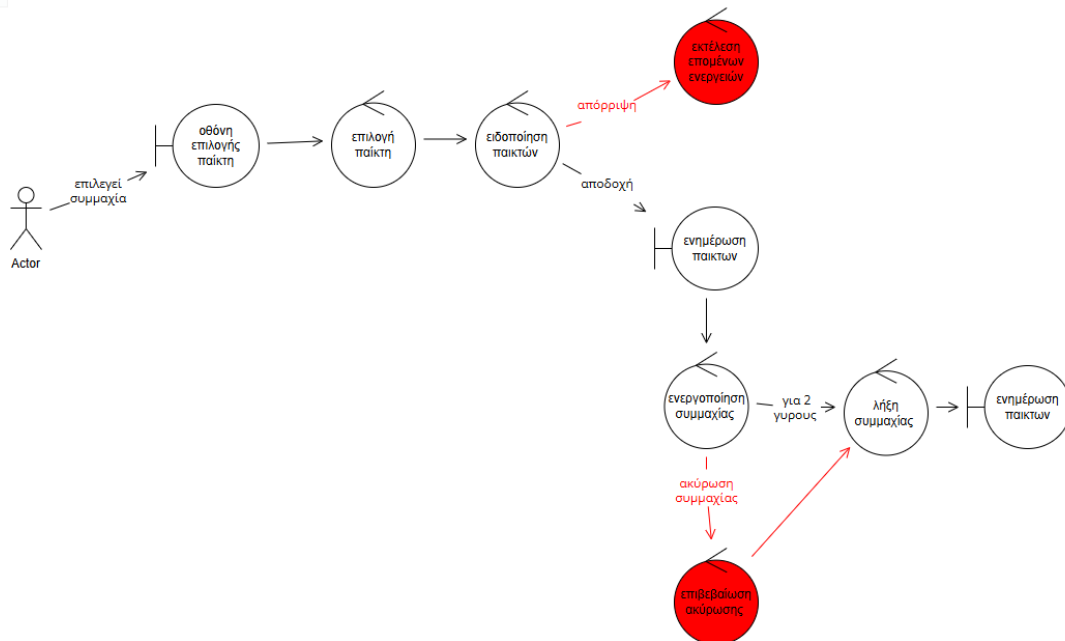 εκτέλεση
επομένων
ενεργειών
απόρριψη
οθόνη
επιλογής
παίκτη
επιλογή
παίκτη
ειδοποίηση
παικτών
επιλεγεί
συμμαχία
αποδοχή
Actor
ενημέρωση
παικτων
ενεργοποίηση
συμμαχίας
για 2
γυρους
λήξη
συμμαχίας
ενημέρωση
παικτων
ακύρωση
συμμαχίας
επιβεβαίωση
ακύρωσης